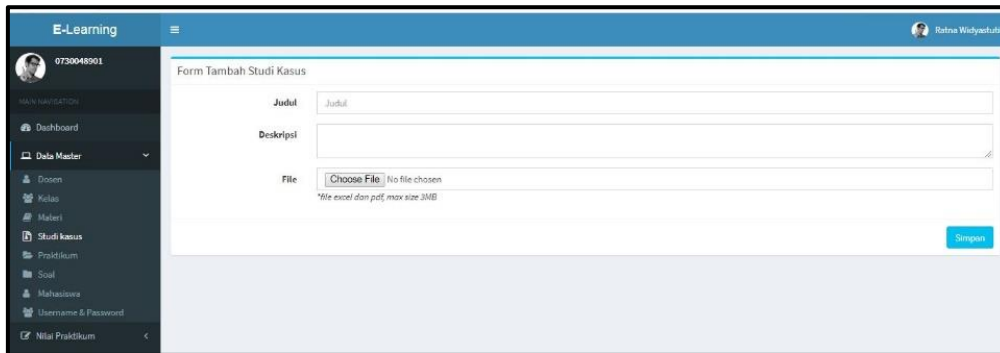 E-Learning
Ratna Widyastuti
0730048901
MAIN NAVIGATION
Dashboard
Data Master
Dosen
Kelas
Materi
Studi kasus
Praktikum
Soal
Mahasiswa
Username & Password
Nilai Praktikum
Form Tambah Studi Kasus
Judul
Judul
Deskripsi
File
Choose File No file chosen
*file excel dan pdf, max size 3MB
Simpan